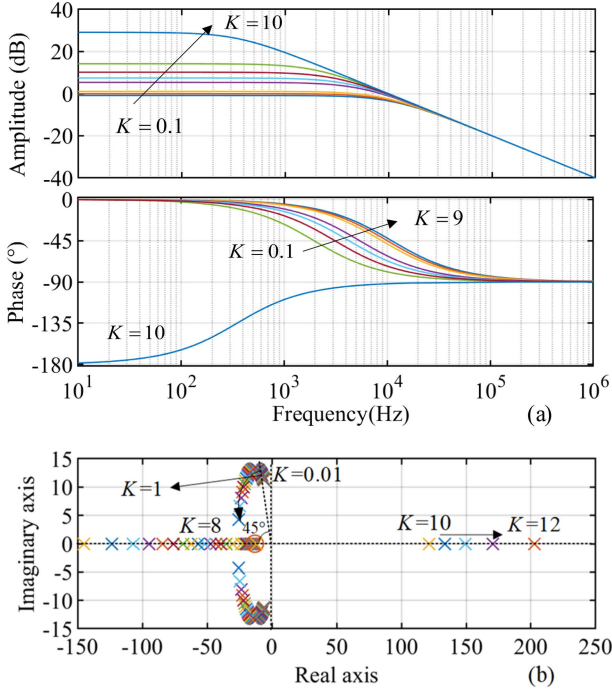 Amplitude (dB)
40
20
0
-20
-40
K = 10
K = 0.1
Phase (°)
0
-45
-90
-135
-180
K = 9
K = 0.1
K = 10
10^1 10^2 10^3 10^4 10^5 10^6
Frequency(Hz) (a)
Imaginary axis
15
10
5
0
5
-10
-15
K=1
K=0.01
K=8
45°
K=10 K=12
-150 -100 -50 0 50 100 150 200 250
Real axis (b)